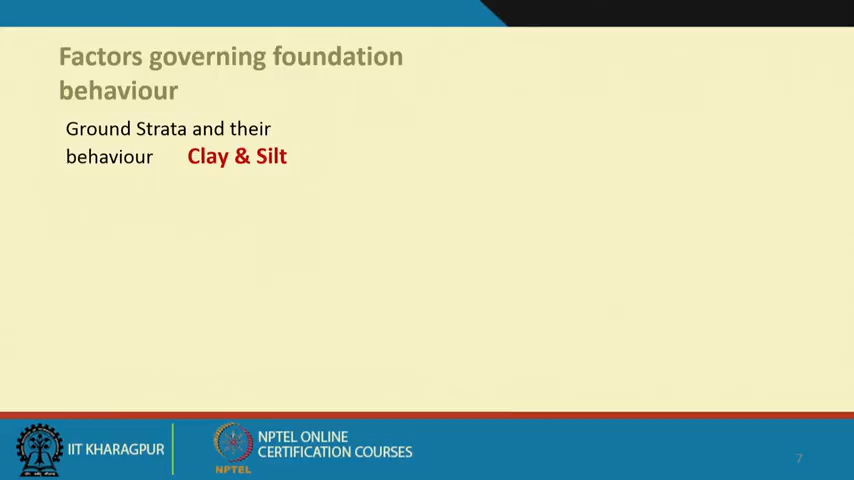 Factors governing foundation
behaviour
Ground Strata and their
behaviour Clay & Silt
IIT KHARAGPUR
NPTEL
NPTEL ONLINE
CERTIFICATION COURSES
7